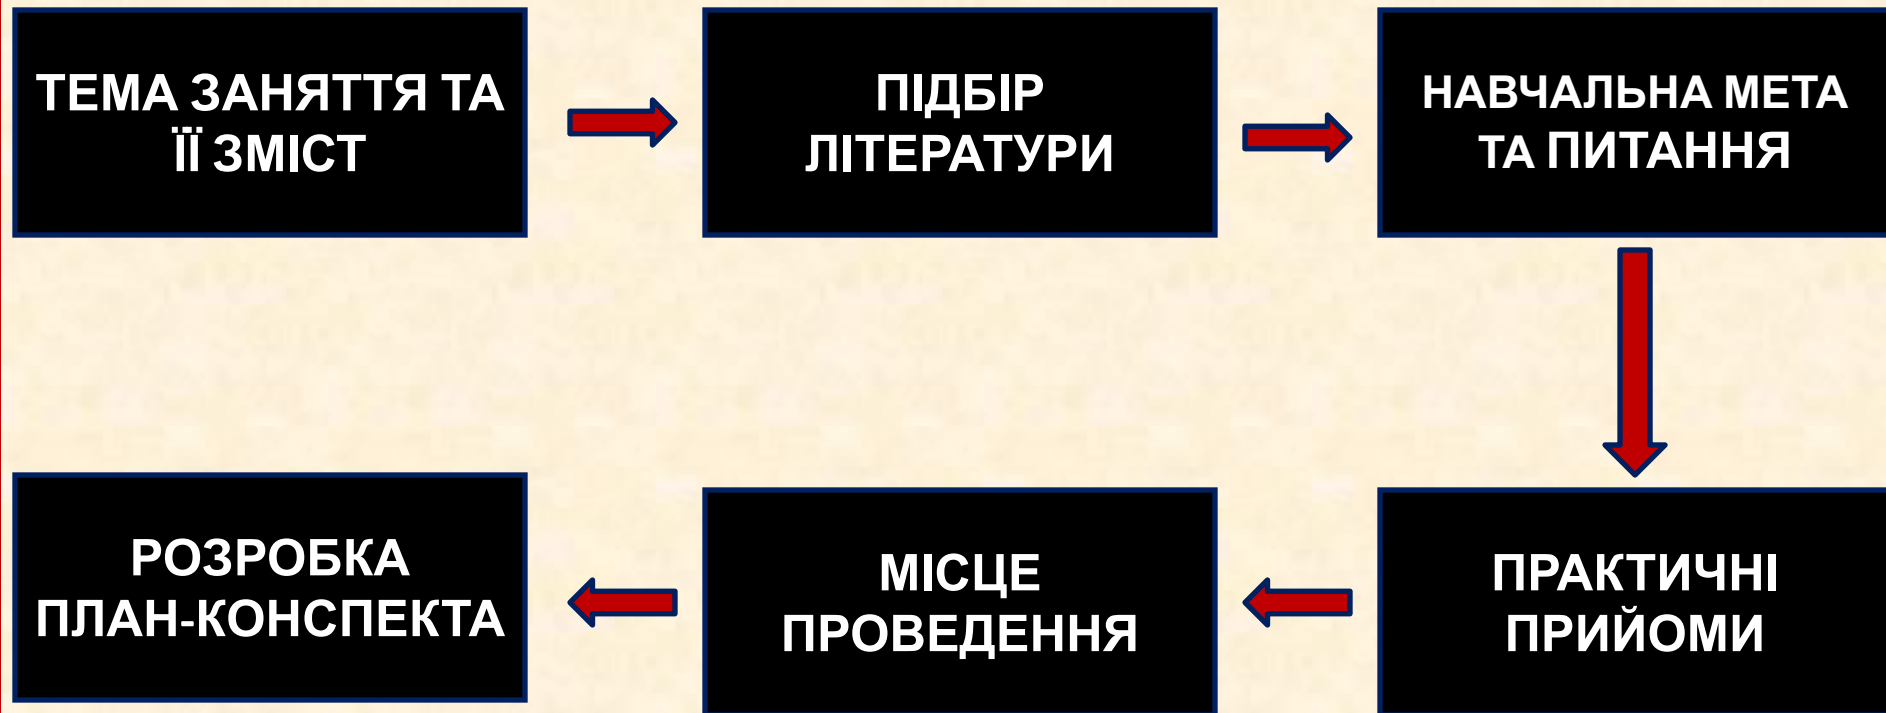 ТЕМА ЗАНЯТТЯ ТА
ЇЇ ЗМІСТ
ПІДБІР
ЛІТЕРАТУРИ
НАВЧАЛЬНА МЕТА
ТА ПИТАННЯ
ПРАКТИЧНІ
ПРИЙОМИ
МІСЦЕ
ПРОВЕДЕННЯ
РОЗРОБКА
ПЛАН-КОНСПЕКТА